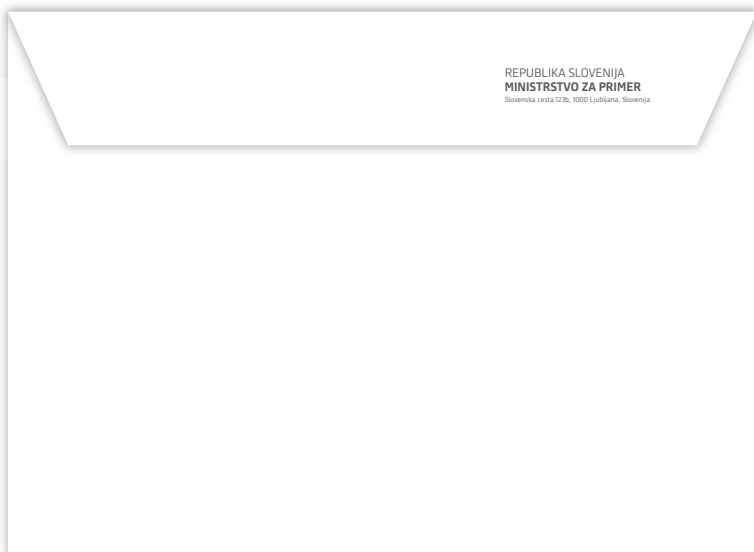 REPUBLIKA SLOVENIJA
MINISTRSTVO ZA PRIMER
Slovenska cesta 123b, 1000 Ljubljana, Slovenija